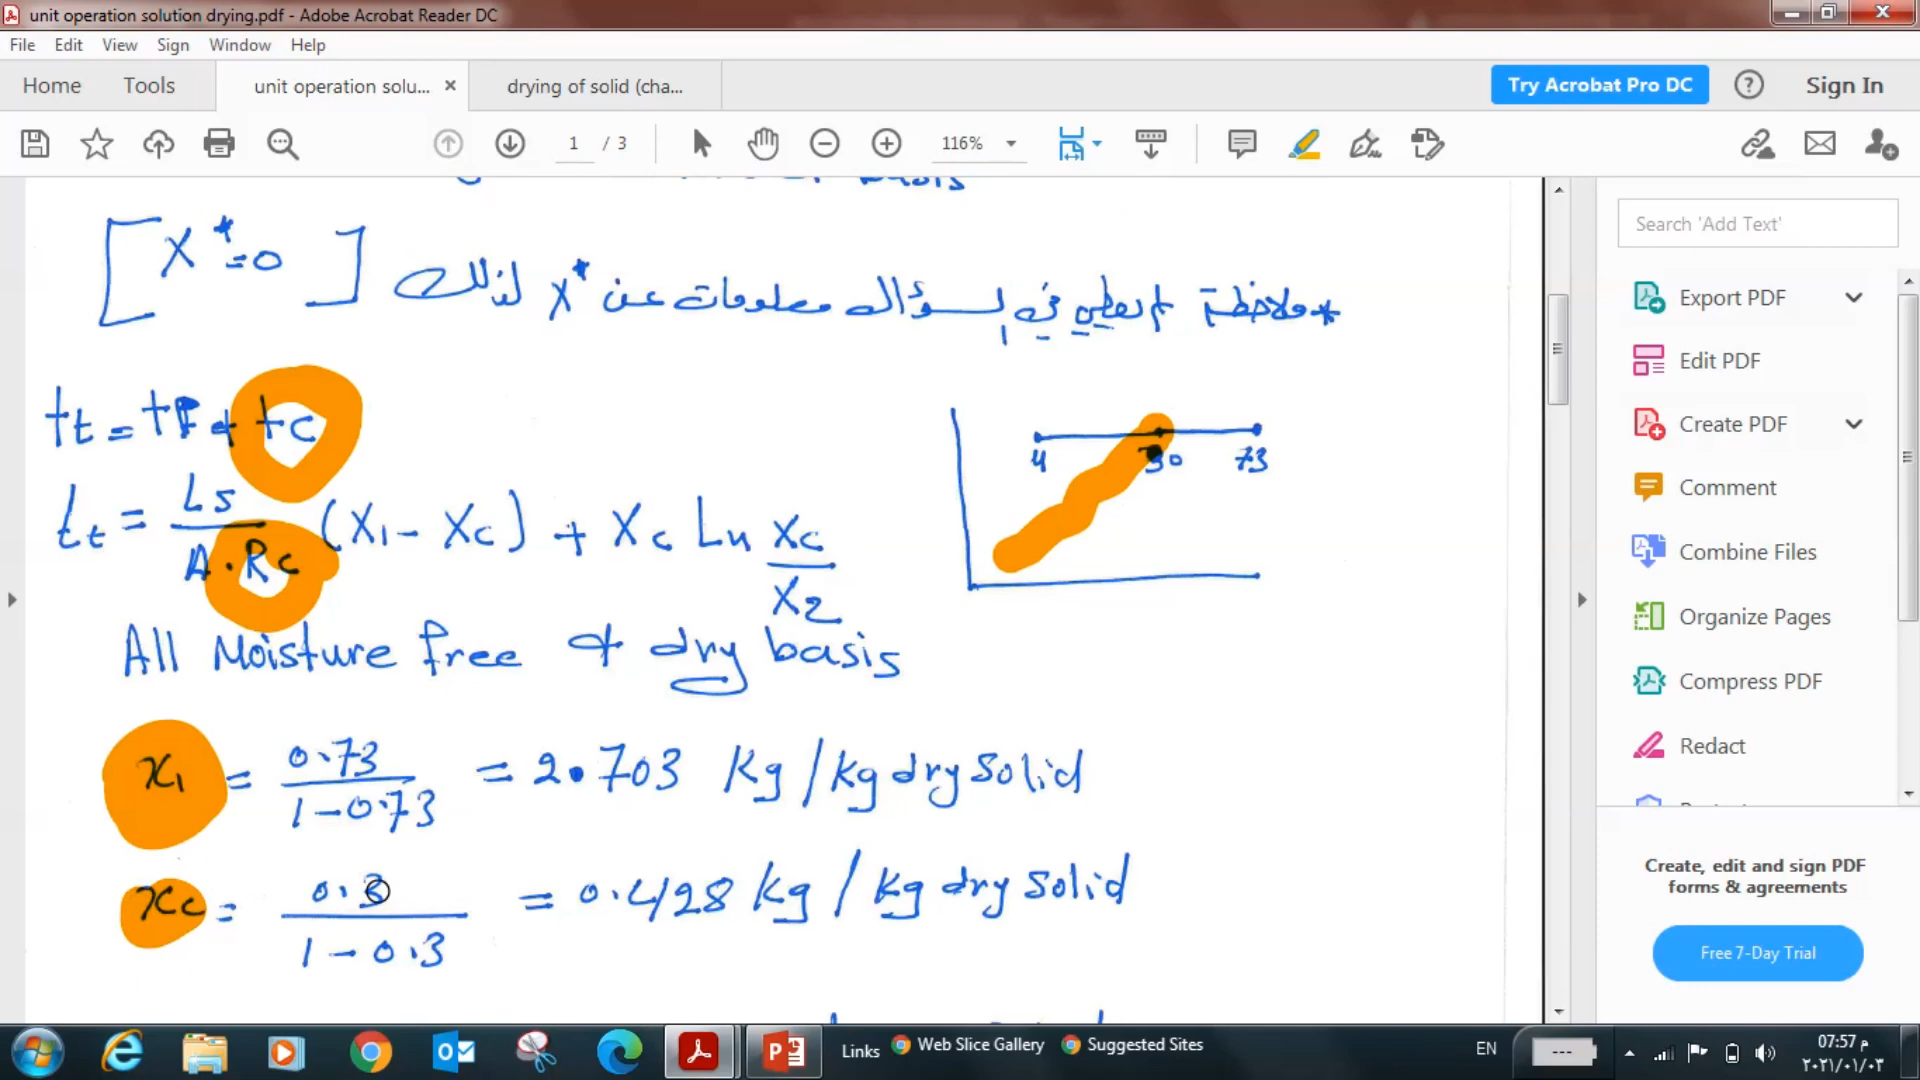 unit operation solution drying.pdf - Adobe Acrobat Reader DC
File Edit View Sign Window Help
Home Tools unit operation solu... × drying of solid (cha... Try Acrobat Pro DC Sign In
1 / 3 116%
basis
[X*=0] لذلك X* ملاحظة لم يعطي في السؤال معلومات عن *
tt = tf + tc
4 30 73
tt = Ls / A.Rc (X1 - Xc) + Xc Ln Xc / X2
All Moisture free & dry basis
x1 = 0.73 / 1-0.73 = 2.703 Kg/kg dry solid
xc = 0.3 / 1-0.3 = 0.428 kg/kg dry solid
Search 'Add Text'
Export PDF
Edit PDF
Create PDF
Comment
Combine Files
Organize Pages
Compress PDF
Redact
Create, edit and sign PDF
forms & agreements
Free 7-Day Trial
Links Web Slice Gallery Suggested Sites EN
07:57 م
٢٠٢١/٠١/٠٣